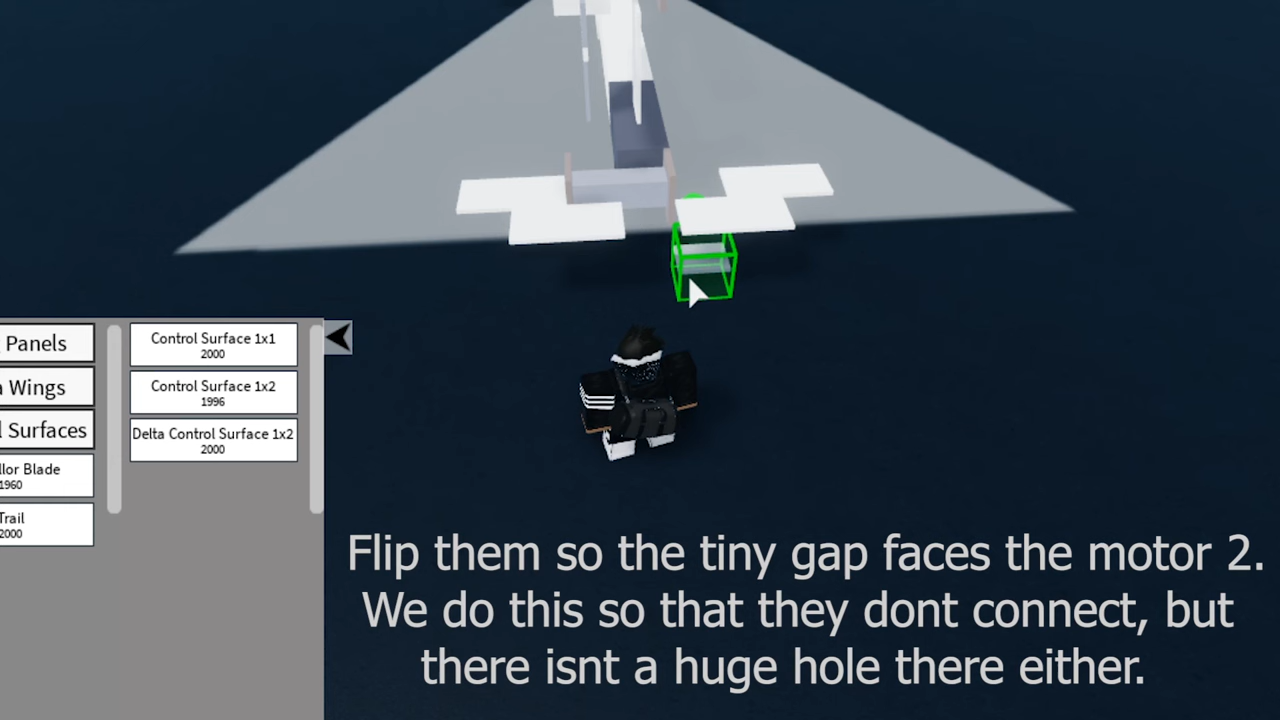 Panels
Control Surface 1x1
2000
Wings
Control Surface 1x2
1996
Surfaces
Delta Control Surface 1x2
2000
Blade
1960
Trail
2000
Flip them so the tiny gap faces the motor 2.
We do this so that they dont connect, but
there isnt a huge hole there either.